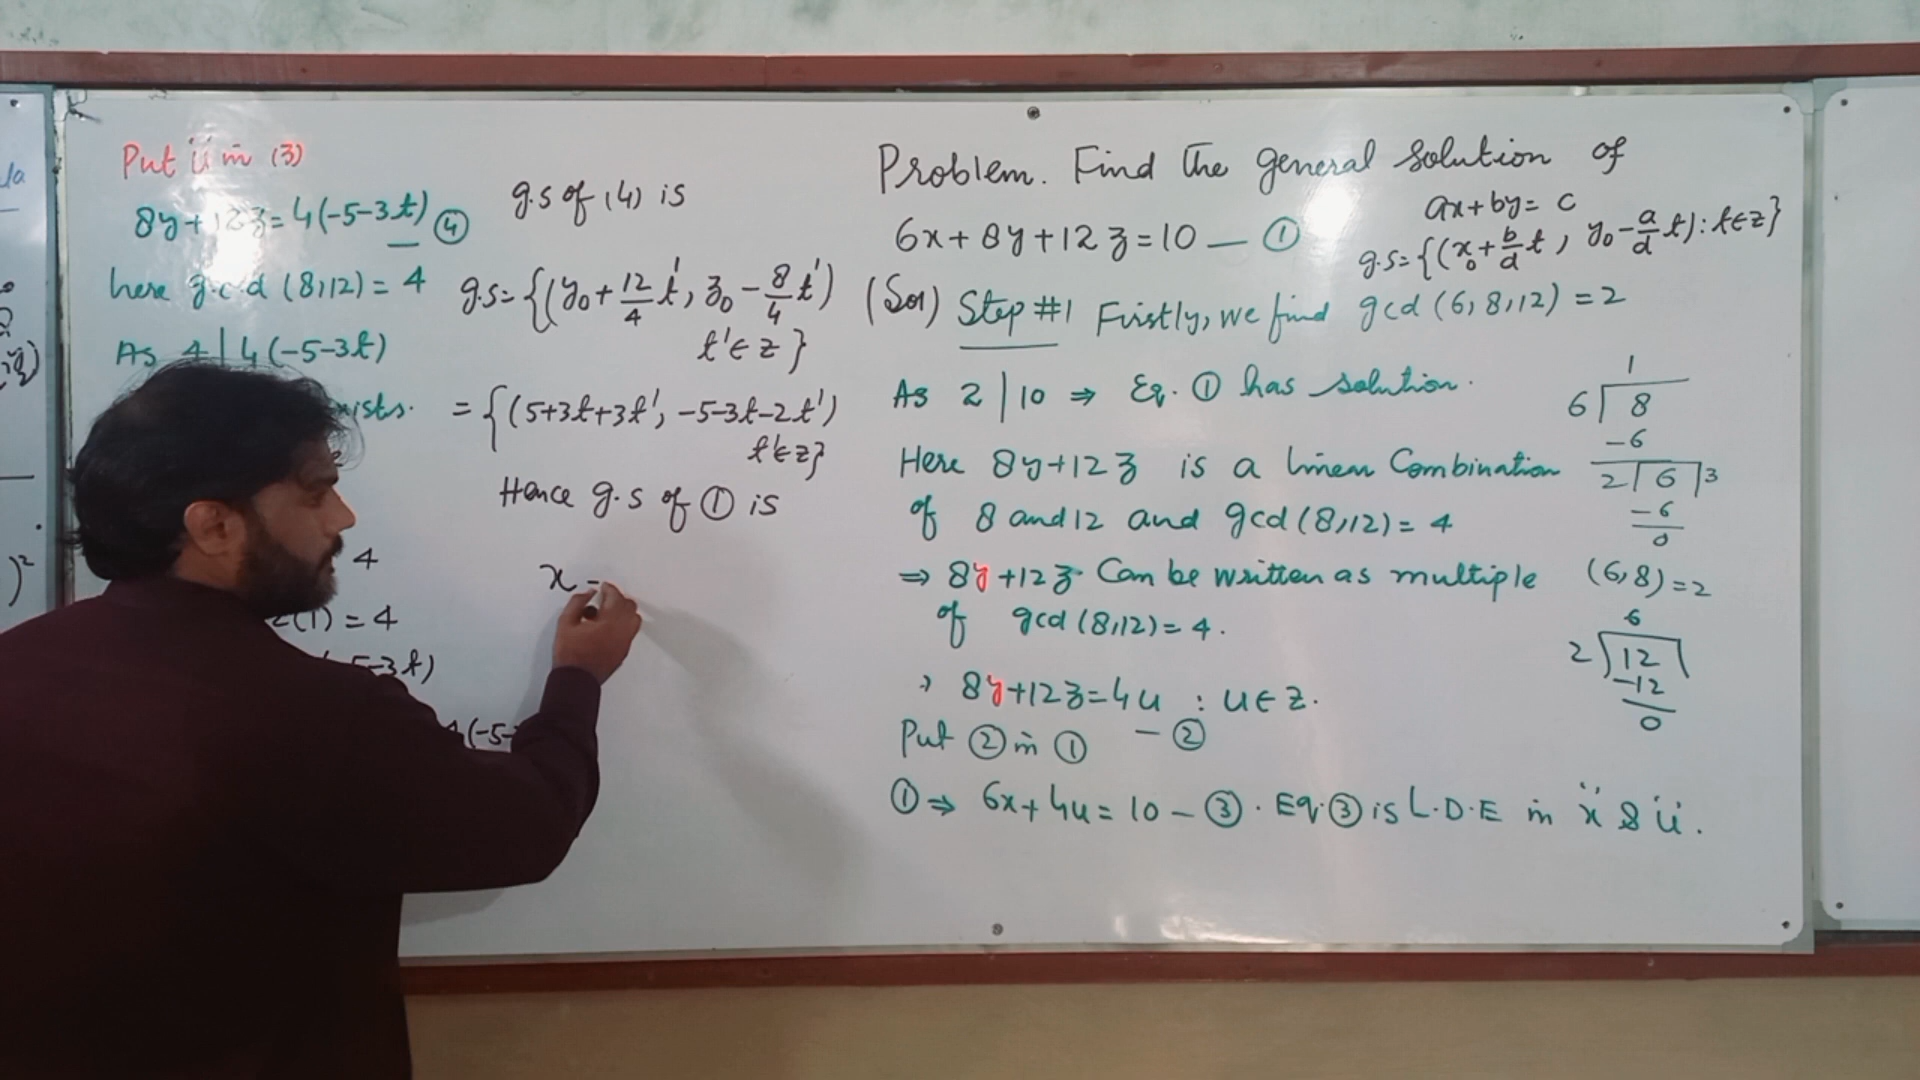 Problem. Find the general solution of
6x+8y+12z=10 — ①
ax+by=c
g.s={(x₀+b/d t, y₀-a/d t): t∈z}
(Sol) Step #1 Firstly, we find gcd (6,8,12) = 2
As 2 | 10 ⇒ Eq. ① has solution.
Here 8y+12z is a linear Combination
of 8 and 12 and gcd(8,12)= 4
⇒ 8y+12z Can be written as multiple
of gcd (8,12)= 4.
⇒ 8y+12z=4u : u∈z.
Put ② in ① — ②
① ⇒ 6x+4u=10 — ③. Eq.③ is L.D.E in "x & u".
1
6 8
-6
2 6 3
-6
0
(6,8)=2
6
2 12
-12
0
Put u in (3)
8y+12z=4(-5-3t)
— ④
here g.c.d (8,12)= 4
As 4 | 4(-5-3t)
4
(1) = 4
-5-3t)
(-5-
g.s of (4) is
g.s={(y₀+12/4 t', z₀-8/4 t')
t'∈z}
={(5+3t+3t', -5-3t-2t')
t'∈z}
Hence g.s of ① is
x =